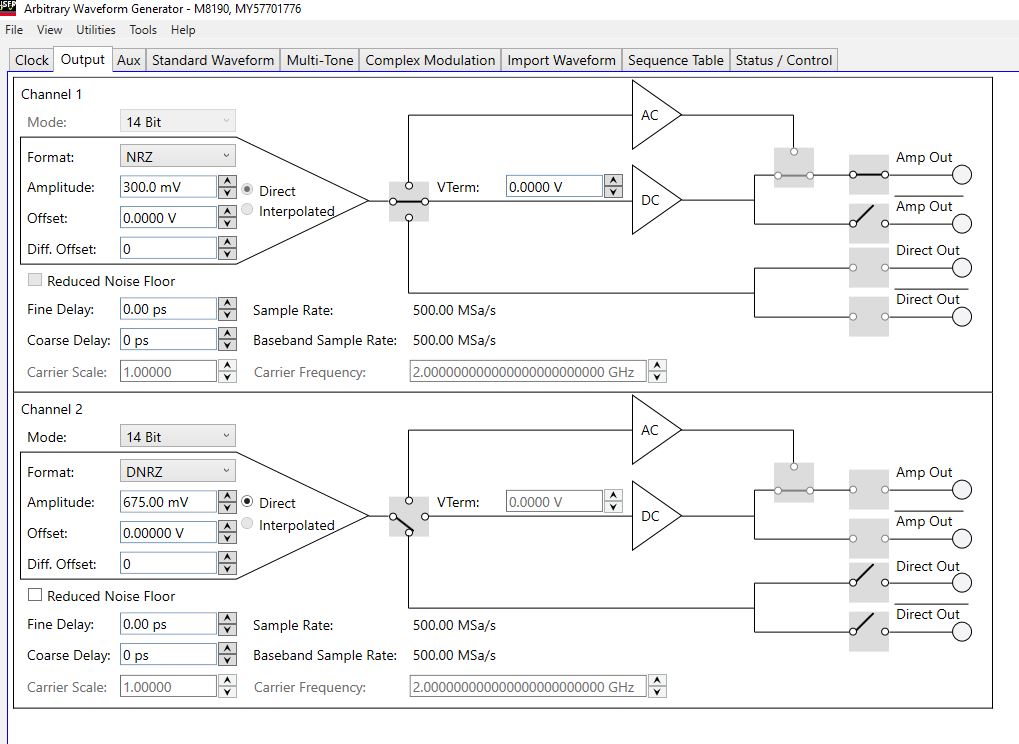 JSFP Arbitrary Waveform Generator - M8190, MY57701776
File View Utilities Tools Help
Clock Output Aux Standard Waveform Multi-Tone Complex Modulation Import Waveform Sequence Table Status / Control
Channel 1
Mode: 14 Bit
AC
Format: NRZ
Amp Out
Amplitude: 300.0 mV Direct VTerm: 0.0000 V
DC
Amp Out
Offset: 0.0000 V Interpolated
Diff. Offset: 0
Direct Out
Reduced Noise Floor
Direct Out
Fine Delay: 0.00 ps Sample Rate: 500.00 MSa/s
Coarse Delay: 0 ps Baseband Sample Rate: 500.00 MSa/s
Carrier Scale: 1.00000 Carrier Frequency: 2.000000000000000000000000 GHz
Channel 2
Mode: 14 Bit
AC
Format: DNRZ
Amp Out
Amplitude: 675.00 mV Direct VTerm: 0.0000 V
DC
Amp Out
Offset: 0.00000 V Interpolated
Diff. Offset: 0
Direct Out
Reduced Noise Floor
Direct Out
Fine Delay: 0.00 ps Sample Rate: 500.00 MSa/s
Coarse Delay: 0 ps Baseband Sample Rate: 500.00 MSa/s
Carrier Scale: 1.00000 Carrier Frequency: 2.000000000000000000000000 GHz